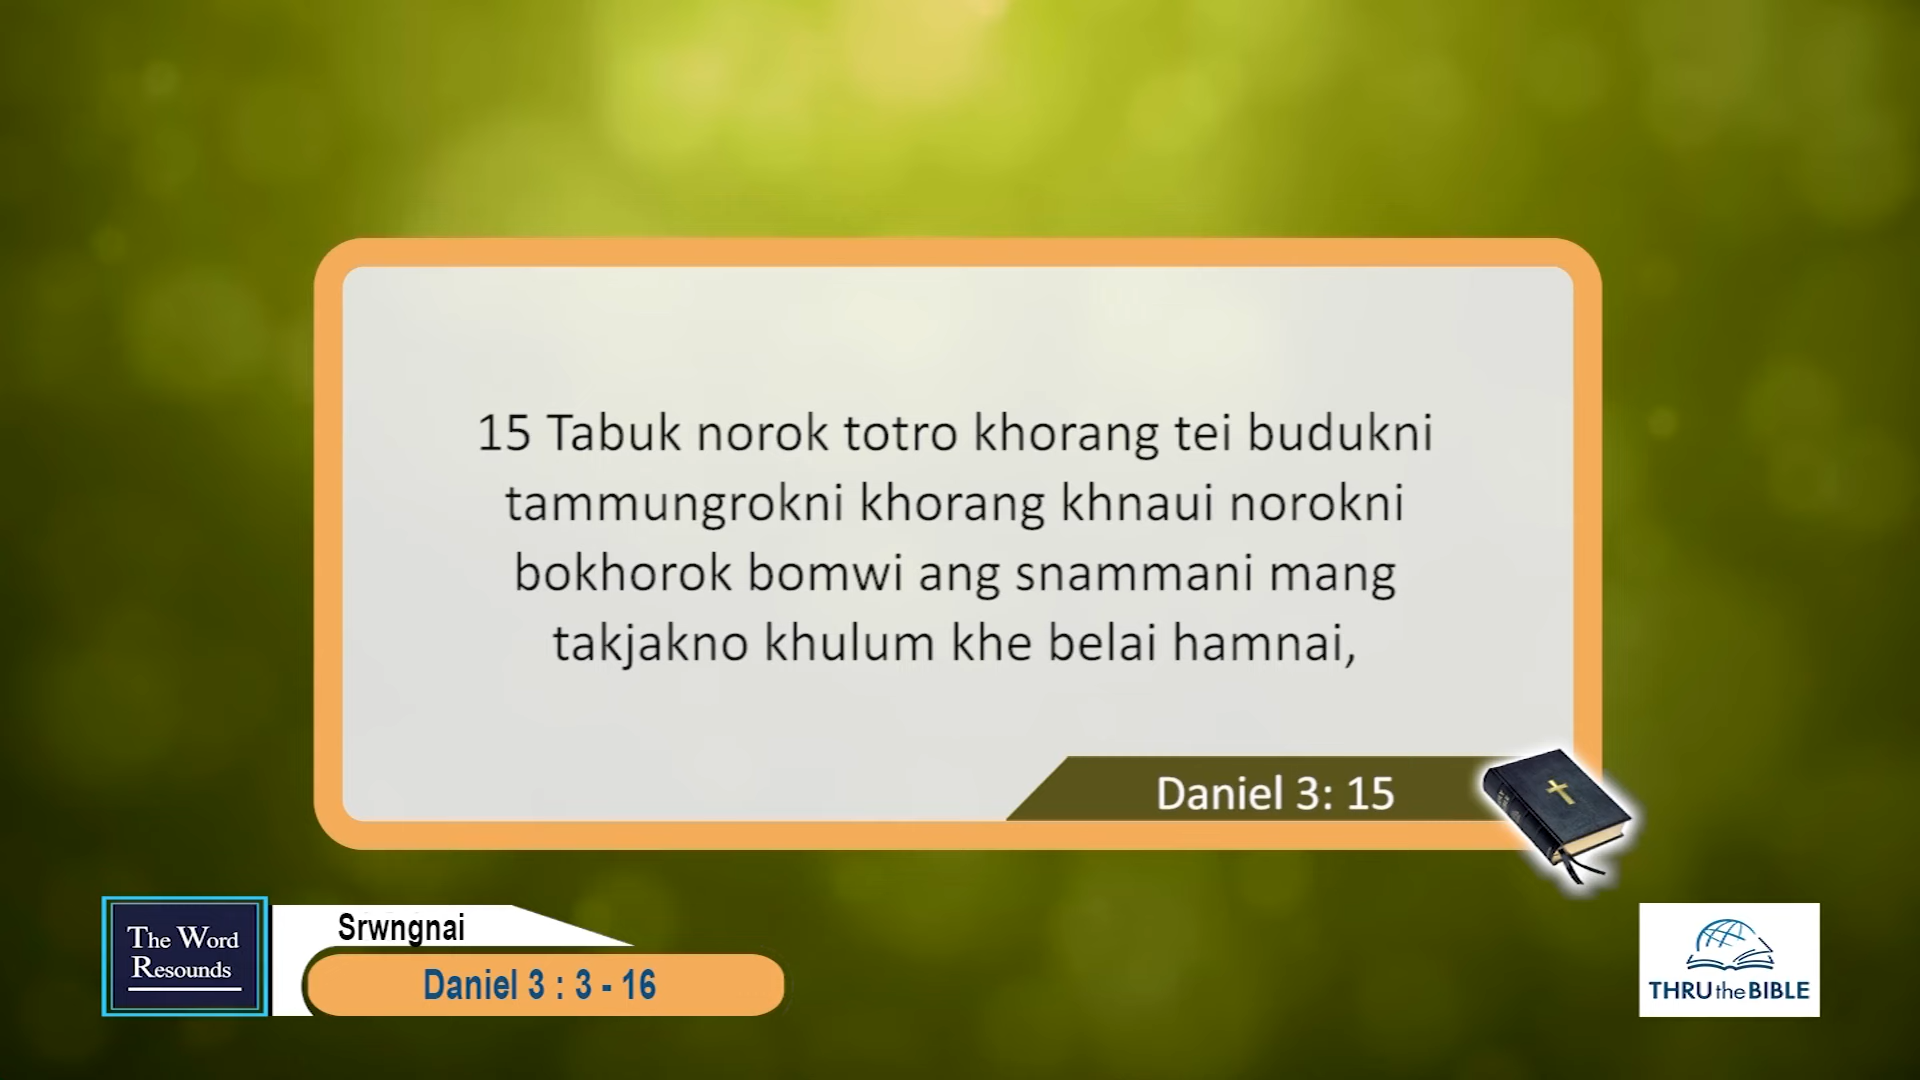 15 Tabuk norok totro khorang tei budukni
tammungrokni khorang khnaui norokni
bokhorok bomwi ang snammani mang
takjakno khulum khe belai hamnai,
Daniel 3: 15
The Word
Resounds
Srwngnai
Daniel 3 : 3 - 16
THRU the BIBLE